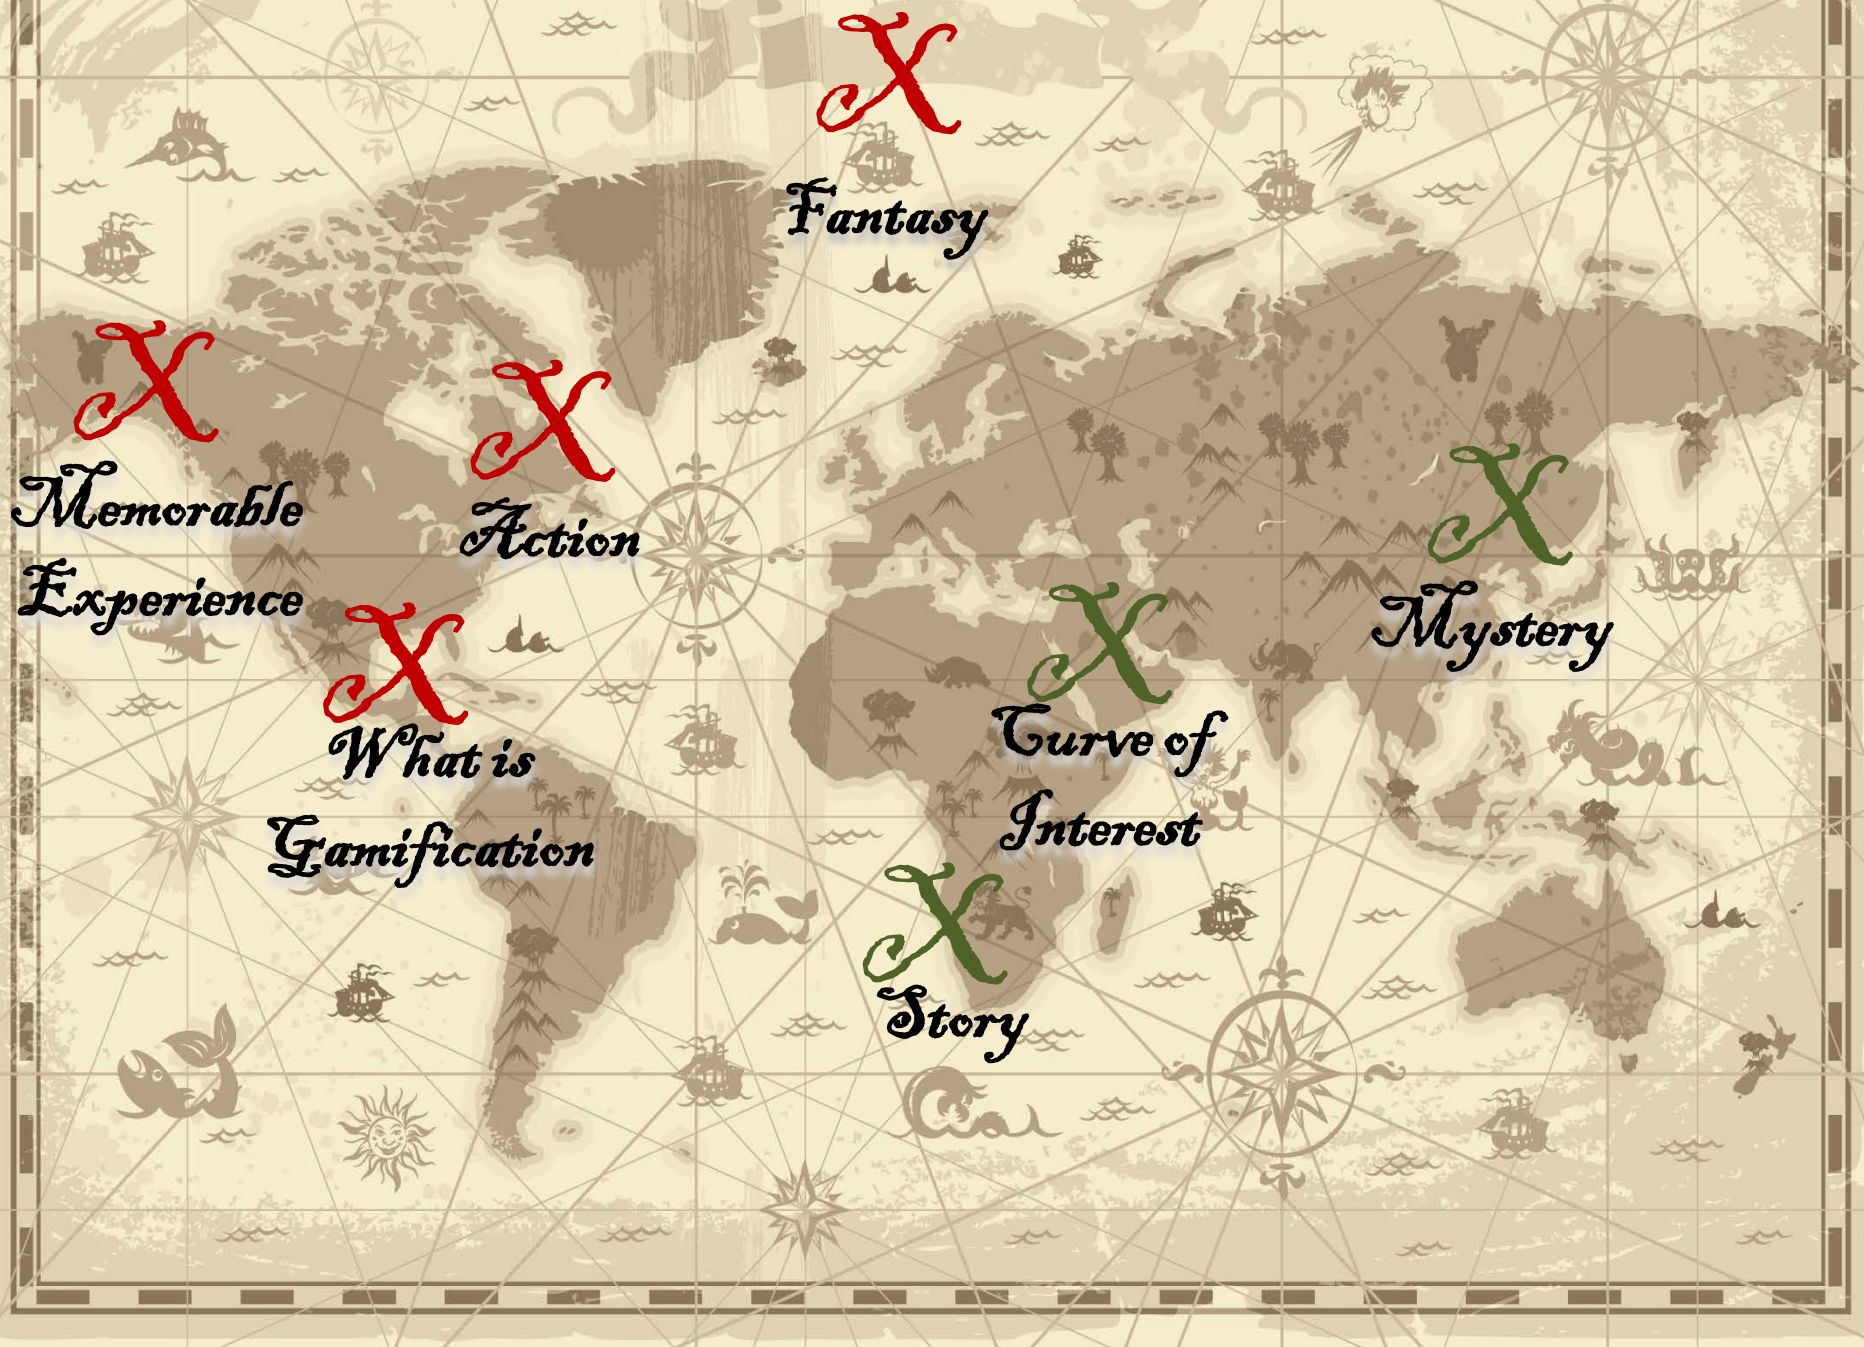 X
Fantasy
X
Memorable
Experience
X
Action
X
What is
Gamification
X
Curve of
Interest
X
Mystery
X
Story